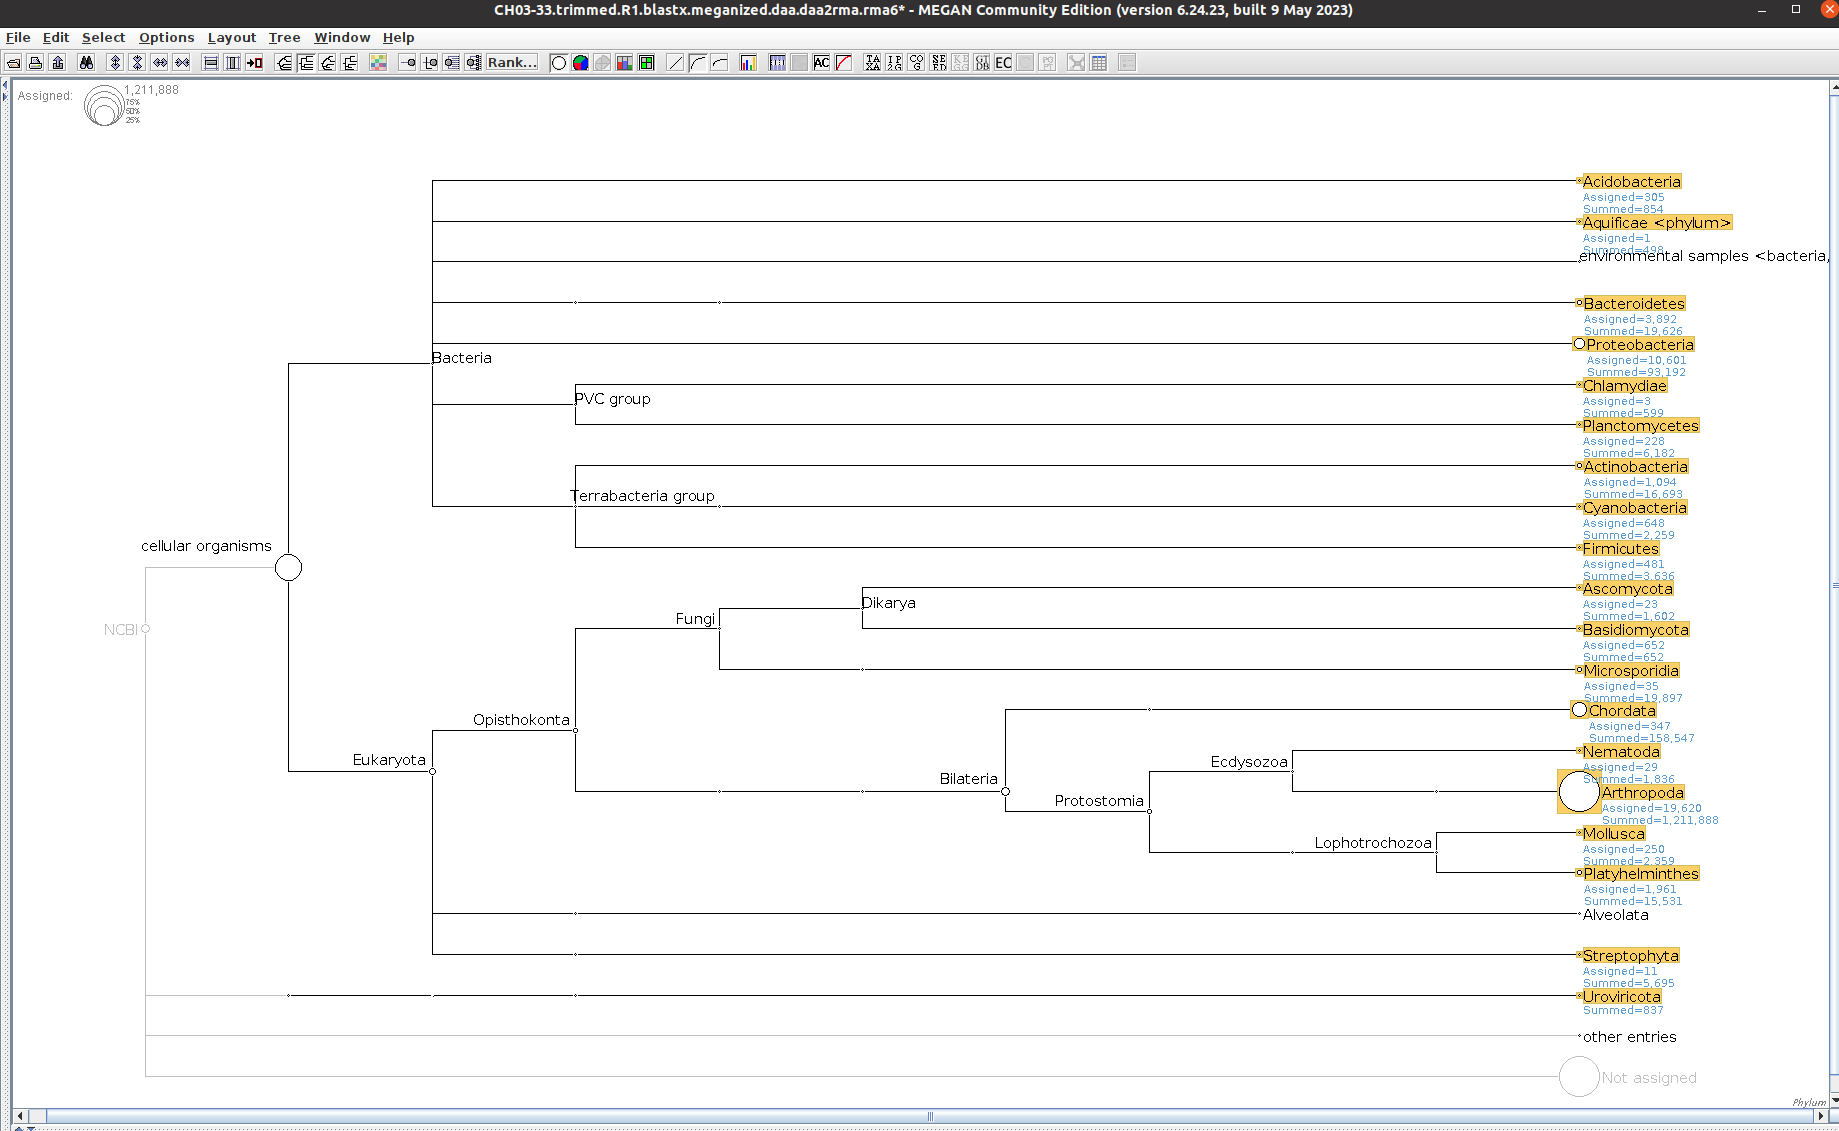 CH03-33.trimmed.R1.blastx.meganized.daa.daa2rma.rma6* - MEGAN Community Edition (version 6.24.23, built 9 May 2023)
File Edit Select Options Layout Tree Window Help
Rank...
AC
EC
Assigned:
1,211,888
75%
50%
25%
Acidobacteria
Assigned=305
Summed=854
Aquificae <phylum>
Assigned=1
Summed=498
environmental samples <bacteria,
Bacteroidetes
Assigned=3,892
Summed=19,626
Proteobacteria
Assigned=10,601
Summed=93,192
Bacteria
Chlamydiae
Assigned=3
Summed=599
PVC group
Planctomycetes
Assigned=228
Summed=6,182
Actinobacteria
Assigned=1,094
Summed=16,693
Terrabacteria group
Cyanobacteria
Assigned=648
Summed=2,259
cellular organisms
Firmicutes
Assigned=481
Summed=3,636
Ascomycota
Assigned=23
Summed=1,602
Dikarya
Fungi
Basidiomycota
Assigned=652
Summed=652
NCBI
Microsporidia
Assigned=35
Summed=19,897
Opisthokonta
Chordata
Assigned=347
Summed=158,547
Eukaryota
Nematoda
Assigned=29
Summed=1,836
Ecdysozoa
Bilateria
Arthropoda
Assigned=19,620
Summed=1,211,888
Protostomia
Mollusca
Assigned=250
Summed=2,359
Lophotrochozoa
Platyhelminthes
Assigned=1,961
Summed=15,531
Alveolata
Streptophyta
Assigned=11
Summed=5,695
Uroviricota
Summed=837
other entries
Not assigned
Phylum